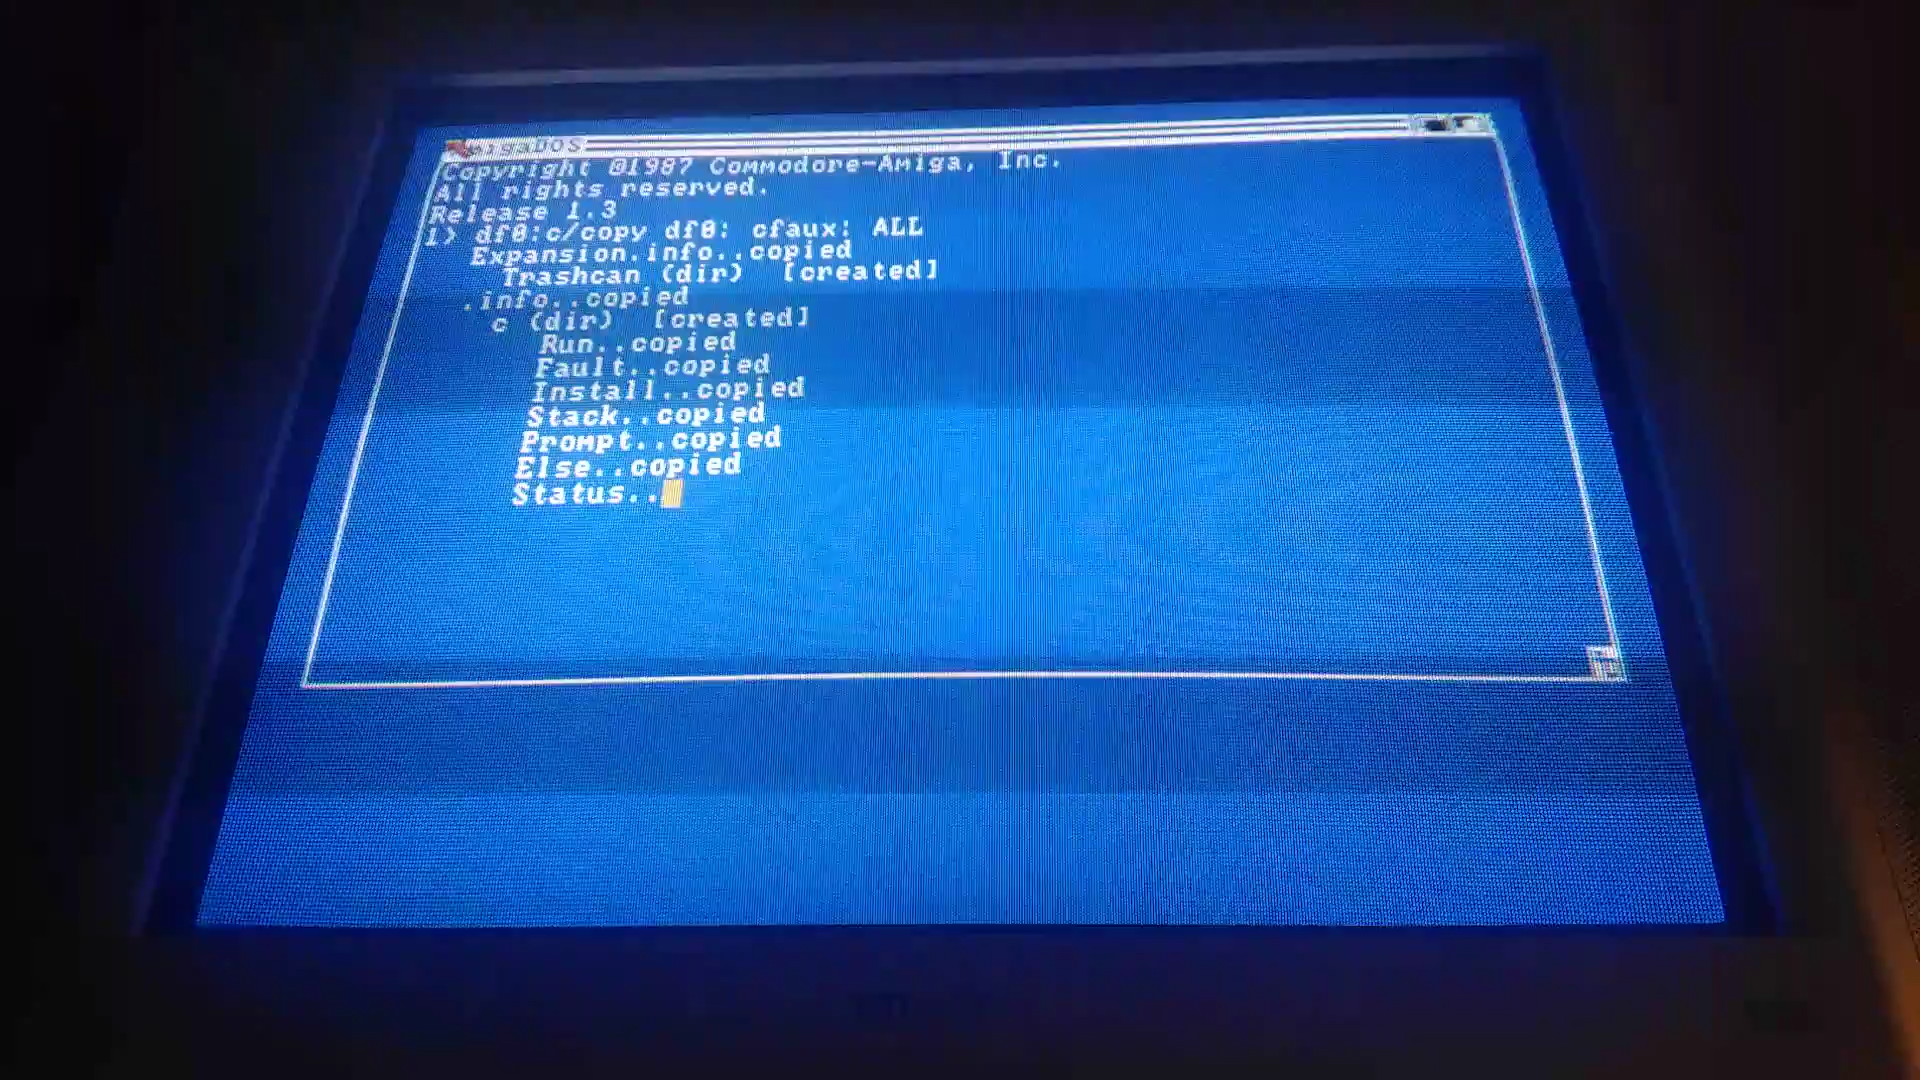 AmigaDOS
Copyright @1987 Commodore-Amiga, Inc.
All rights reserved.
Release 1.3
1> df0:c/copy df0: cfaux: ALL
Expansion.info..copied
Trashcan (dir) [created]
.info..copied
c (dir) [created]
Run..copied
Fault..copied
Install..copied
Stack..copied
Prompt..copied
Else..copied
Status..